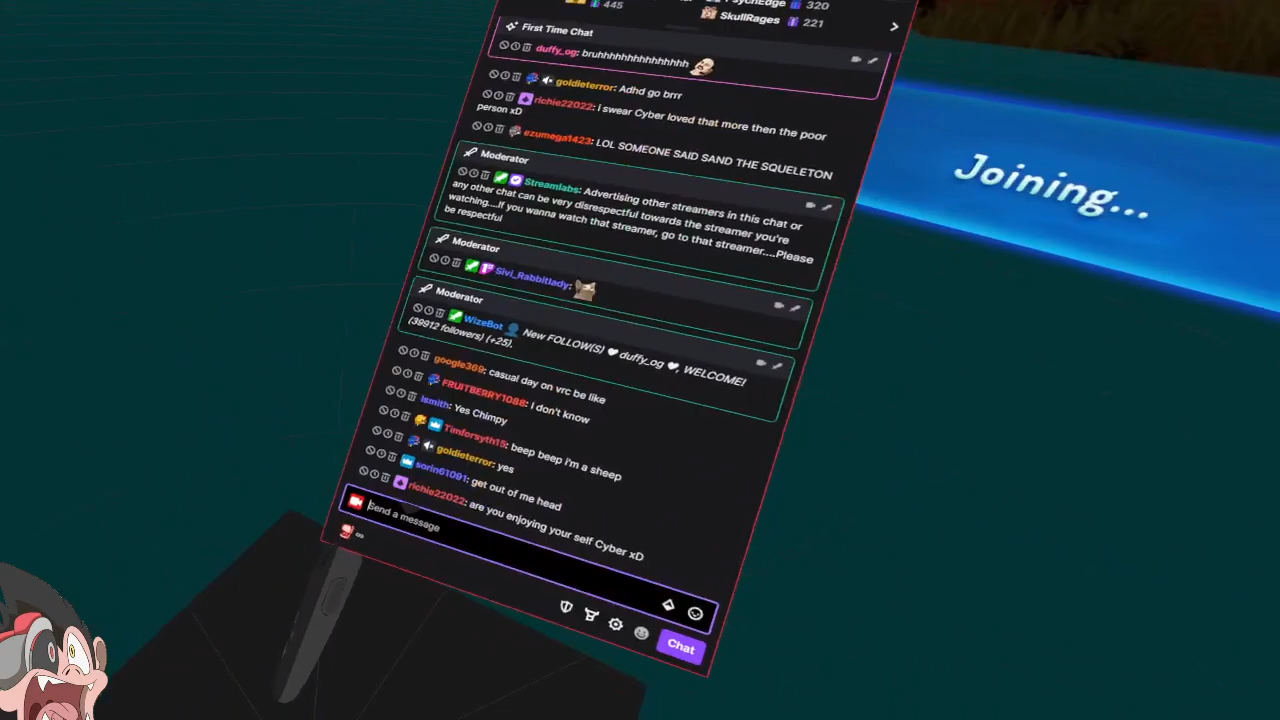 PsychEdge 320
445
SkullRages 221
First Time Chat
duffy_og: bruhhhhhhhhhhhhhhh
goldieterror: Adhd go brrr
richie22022: i swear Cyber loved that more then the poor
person xD
ezumega1423: LOL SOMEONE SAID SAND THE SQUELETON
Moderator
Streamlabs: Advertising other streamers in this chat or
any other chat can be very disrespectful towards the streamer you're
watching....If you wanna watch that streamer, go to that streamer....Please
be respectful
Moderator
Sivi_Rabbitlady:
Moderator
WizeBot New FOLLOW(S) duffy_og, WELCOME!
(39912 followers) (+25).
google369: casual day on vrc be like
FRUITBERRY1088: I don't know
Ismith: Yes Chimpy
Timforsyth15: beep beep i'm a sheep
goldieterror: yes
sorin61091: get out of me head
richie22022: are you enjoying your self Cyber xD
Send a message
∞
Chat
Joining...